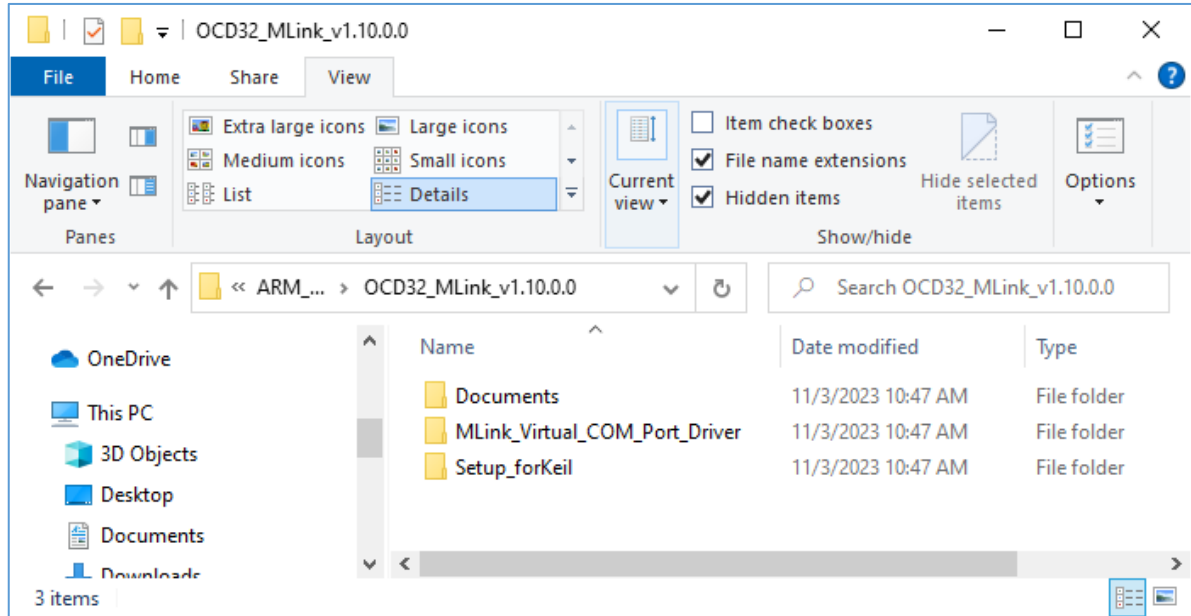 OCD32_MLink_v1.10.0.0
File Home Share View
Extra large icons Large icons
Medium icons Small icons
List Details
Navigation pane
Current view
Item check boxes
File name extensions
Hidden items
Hide selected items
Options
Panes Layout Show/hide
« ARM_... > OCD32_MLink_v1.10.0.0
Search OCD32_MLink_v1.10.0.0
OneDrive
This PC
3D Objects
Desktop
Documents
Downloads
Name Date modified Type
Documents 11/3/2023 10:47 AM File folder
MLink_Virtual_COM_Port_Driver 11/3/2023 10:47 AM File folder
Setup_forKeil 11/3/2023 10:47 AM File folder
3 items